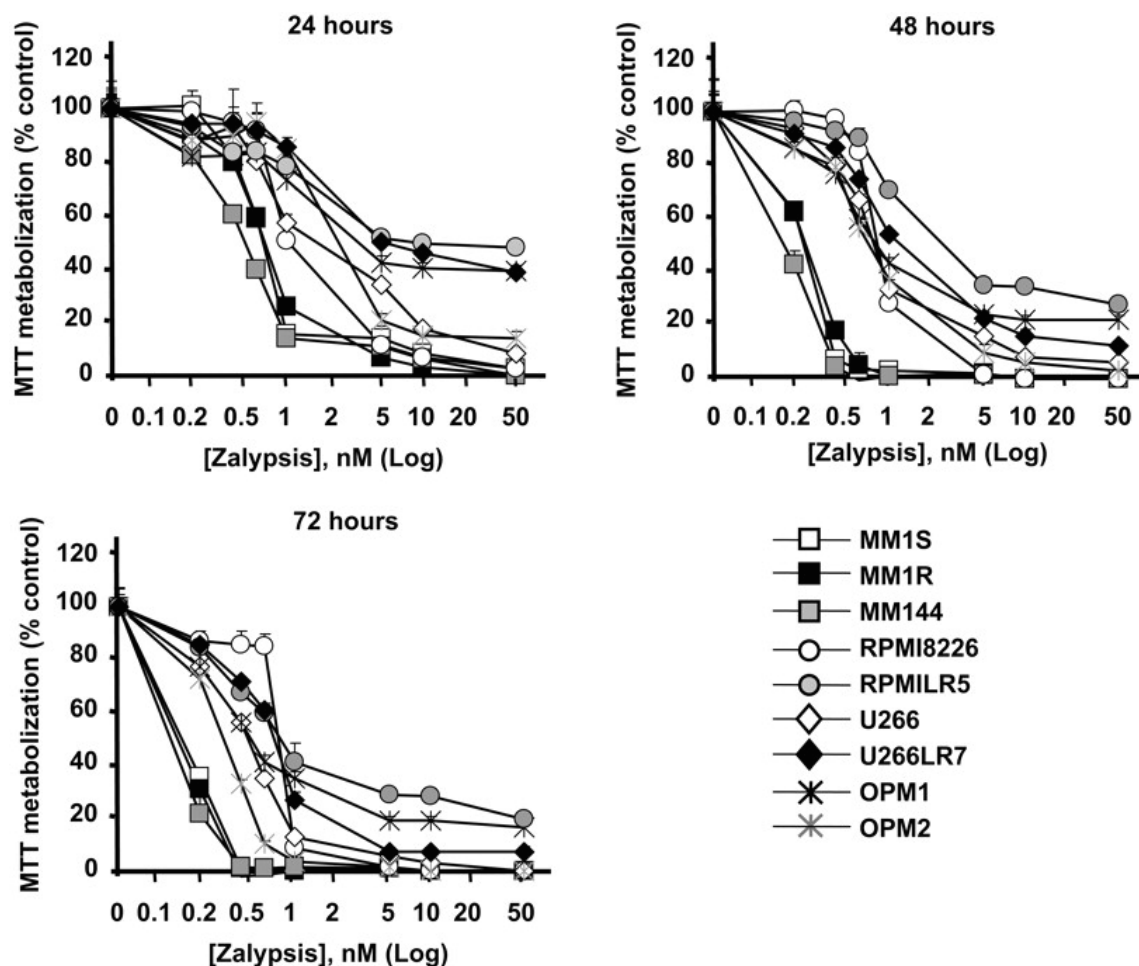 24 hours
MTT metabolization (% control)
120
100
80
60
40
20
0
0 0.1 0.2 0.5 1 2 5 10 20 50
[Zalypsis], nM (Log)
48 hours
MTT metabolization (% control)
120
100
80
60
40
20
0
0 0.1 0.2 0.5 1 2 5 10 20 50
[Zalypsis], nM (Log)
72 hours
MTT metabolization (% control)
120
100
80
60
40
20
0
0 0.1 0.2 0.5 1 2 5 10 20 50
[Zalypsis], nM (Log)
MM1S
MM1R
MM144
RPMI8226
RPMILR5
U266
U266LR7
OPM1
OPM2